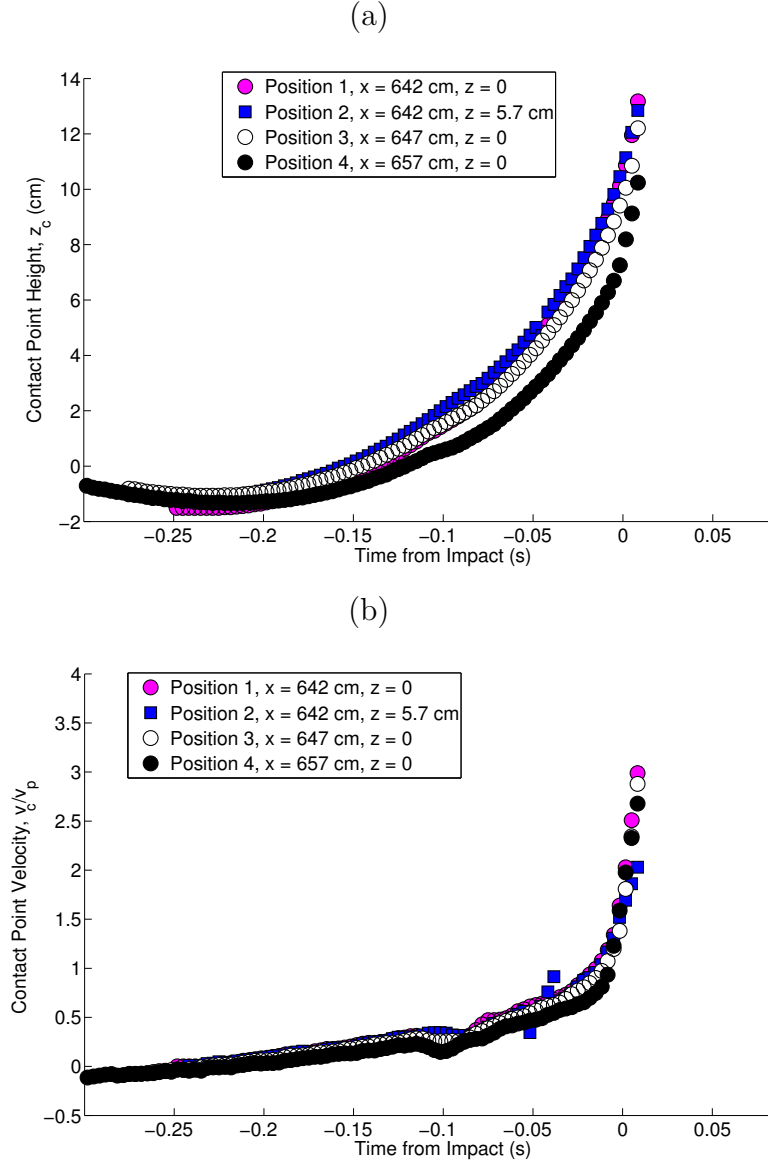 (a)
14
12
10
8
6
4
2
0
−2
Contact Point Height, z_c (cm)
Position 1, x = 642 cm, z = 0
Position 2, x = 642 cm, z = 5.7 cm
Position 3, x = 647 cm, z = 0
Position 4, x = 657 cm, z = 0
−0.25 −0.2 −0.15 −0.1 −0.05 0 0.05
Time from Impact (s)
(b)
4
3.5
3
2.5
2
1.5
1
0.5
0
−0.5
Contact Point Velocity, v_c/v_p
Position 1, x = 642 cm, z = 0
Position 2, x = 642 cm, z = 5.7 cm
Position 3, x = 647 cm, z = 0
Position 4, x = 657 cm, z = 0
−0.25 −0.2 −0.15 −0.1 −0.05 0 0.05
Time from Impact (s)